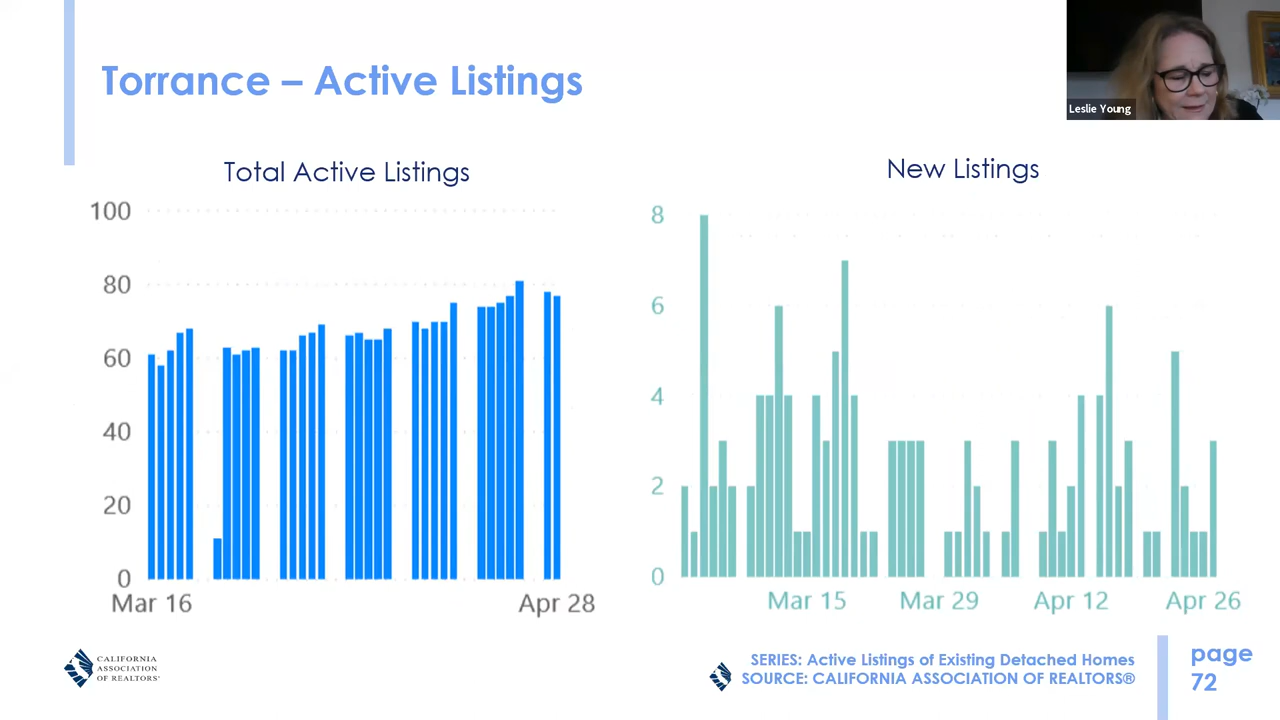 Torrance – Active Listings
Leslie Young
Total Active Listings
100
80
60
40
20
0
Mar 16
Apr 28
New Listings
8
6
4
2
0
Mar 15
Mar 29
Apr 12
Apr 26
CALIFORNIA
ASSOCIATION
OF REALTORS®
SERIES: Active Listings of Existing Detached Homes
SOURCE: CALIFORNIA ASSOCIATION OF REALTORS®
page
72